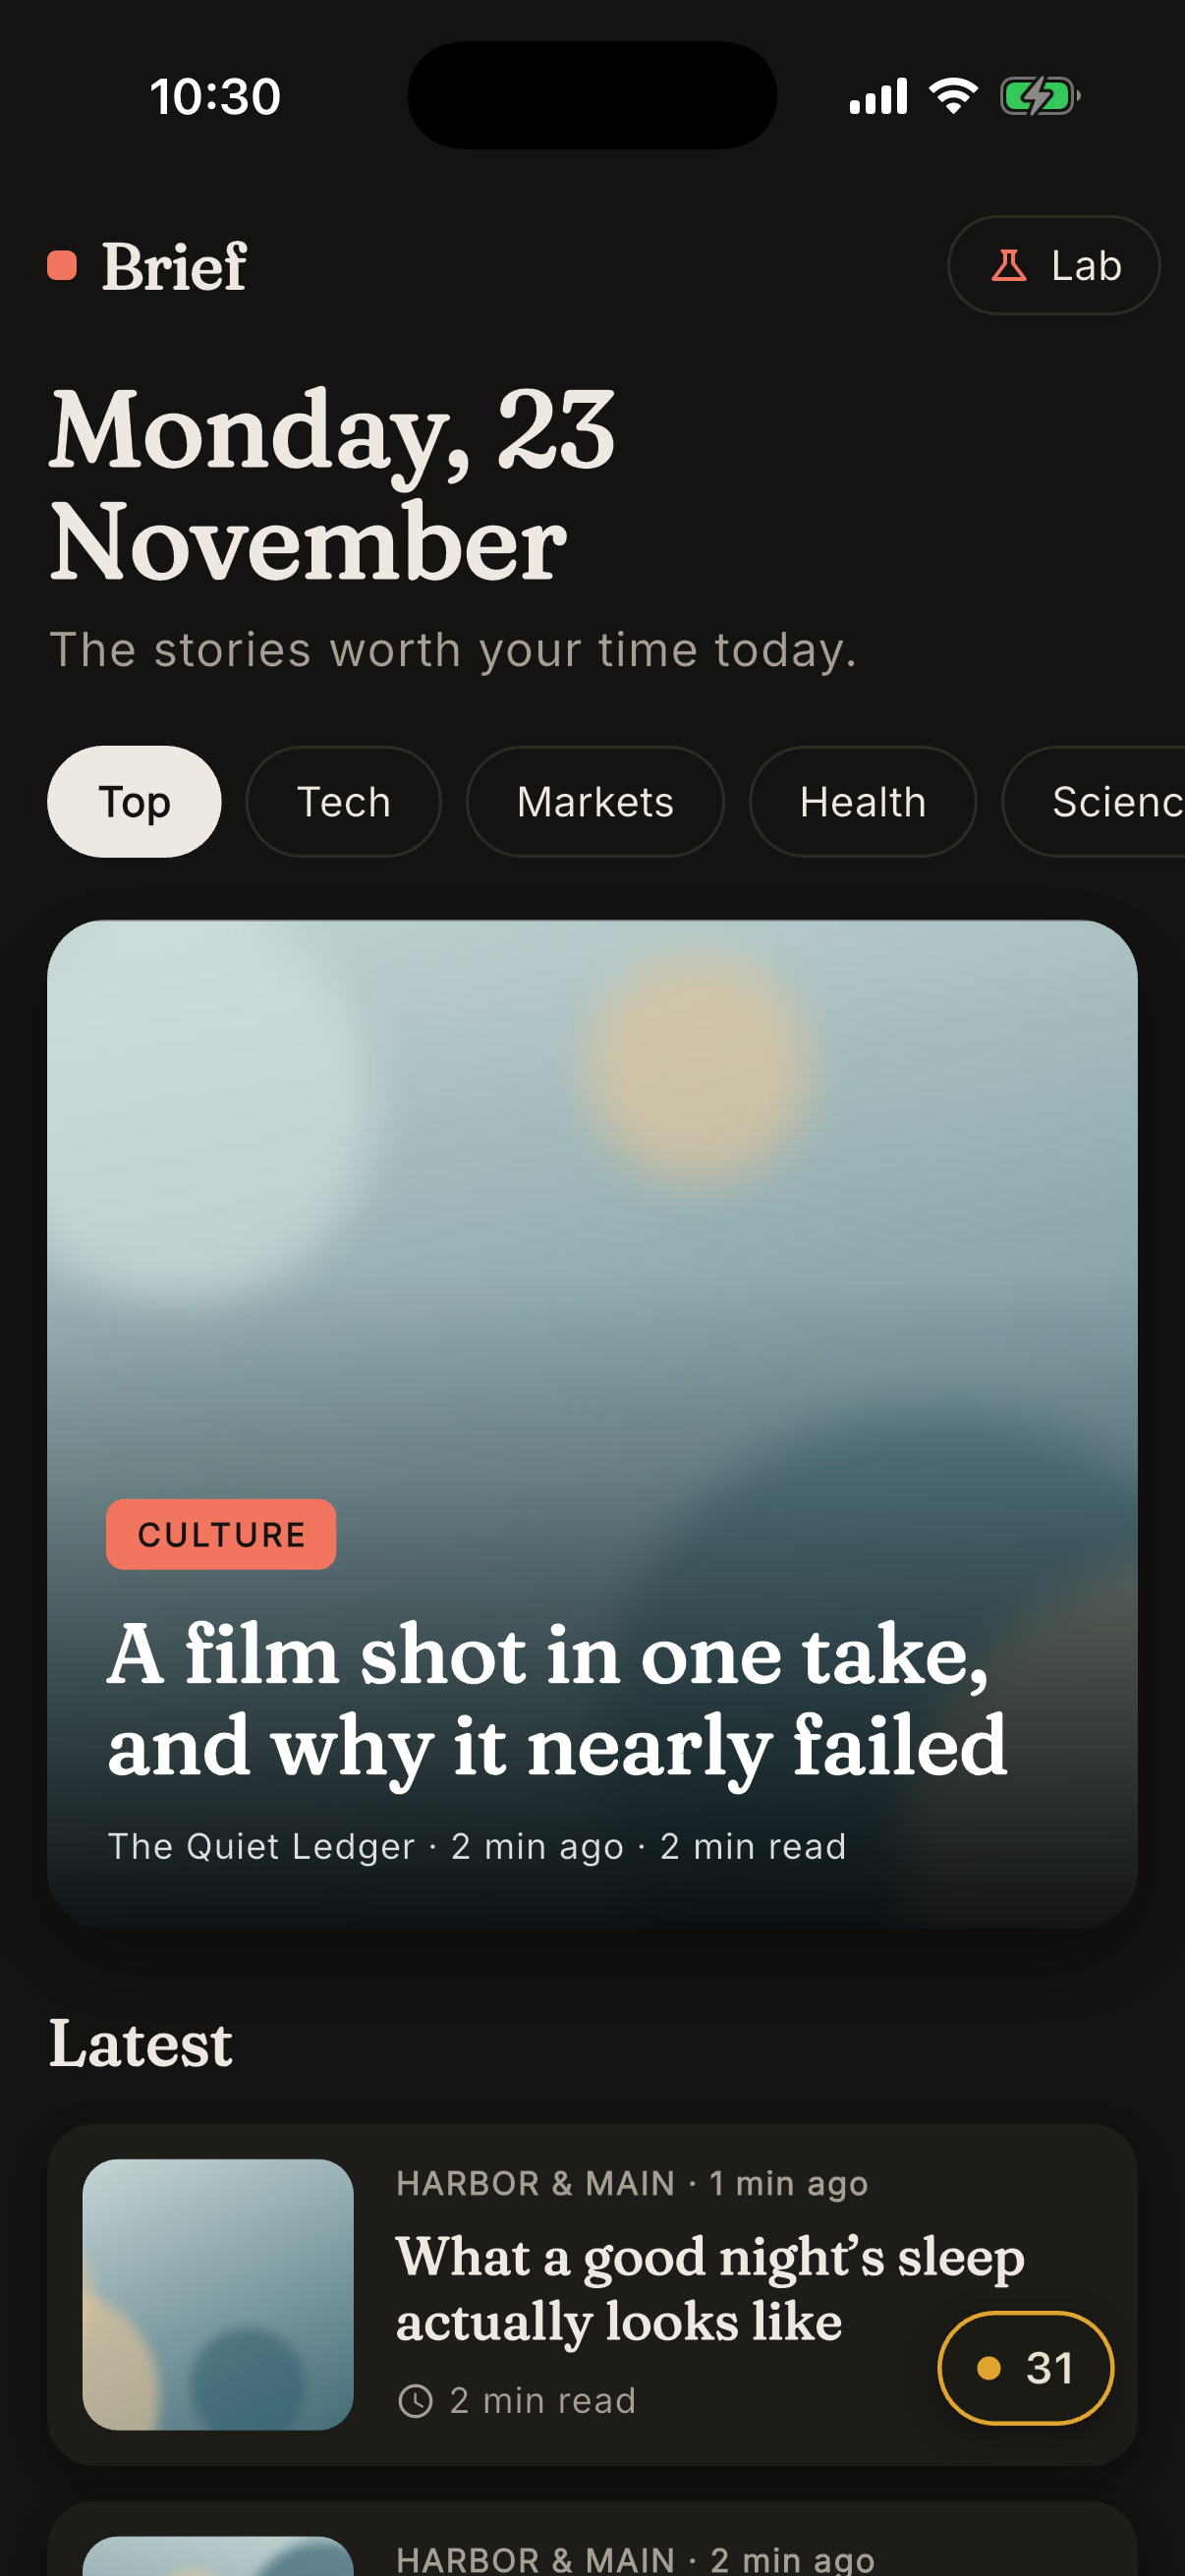 10:30
Brief
Lab
Monday, 23
November
The stories worth your time today.
Top
Tech
Markets
Health
Scienc
CULTURE
A film shot in one take,
and why it nearly failed
The Quiet Ledger · 2 min ago · 2 min read
Latest
HARBOR & MAIN · 1 min ago
What a good night’s sleep
actually looks like
2 min read
31
HARBOR & MAIN · 2 min ago